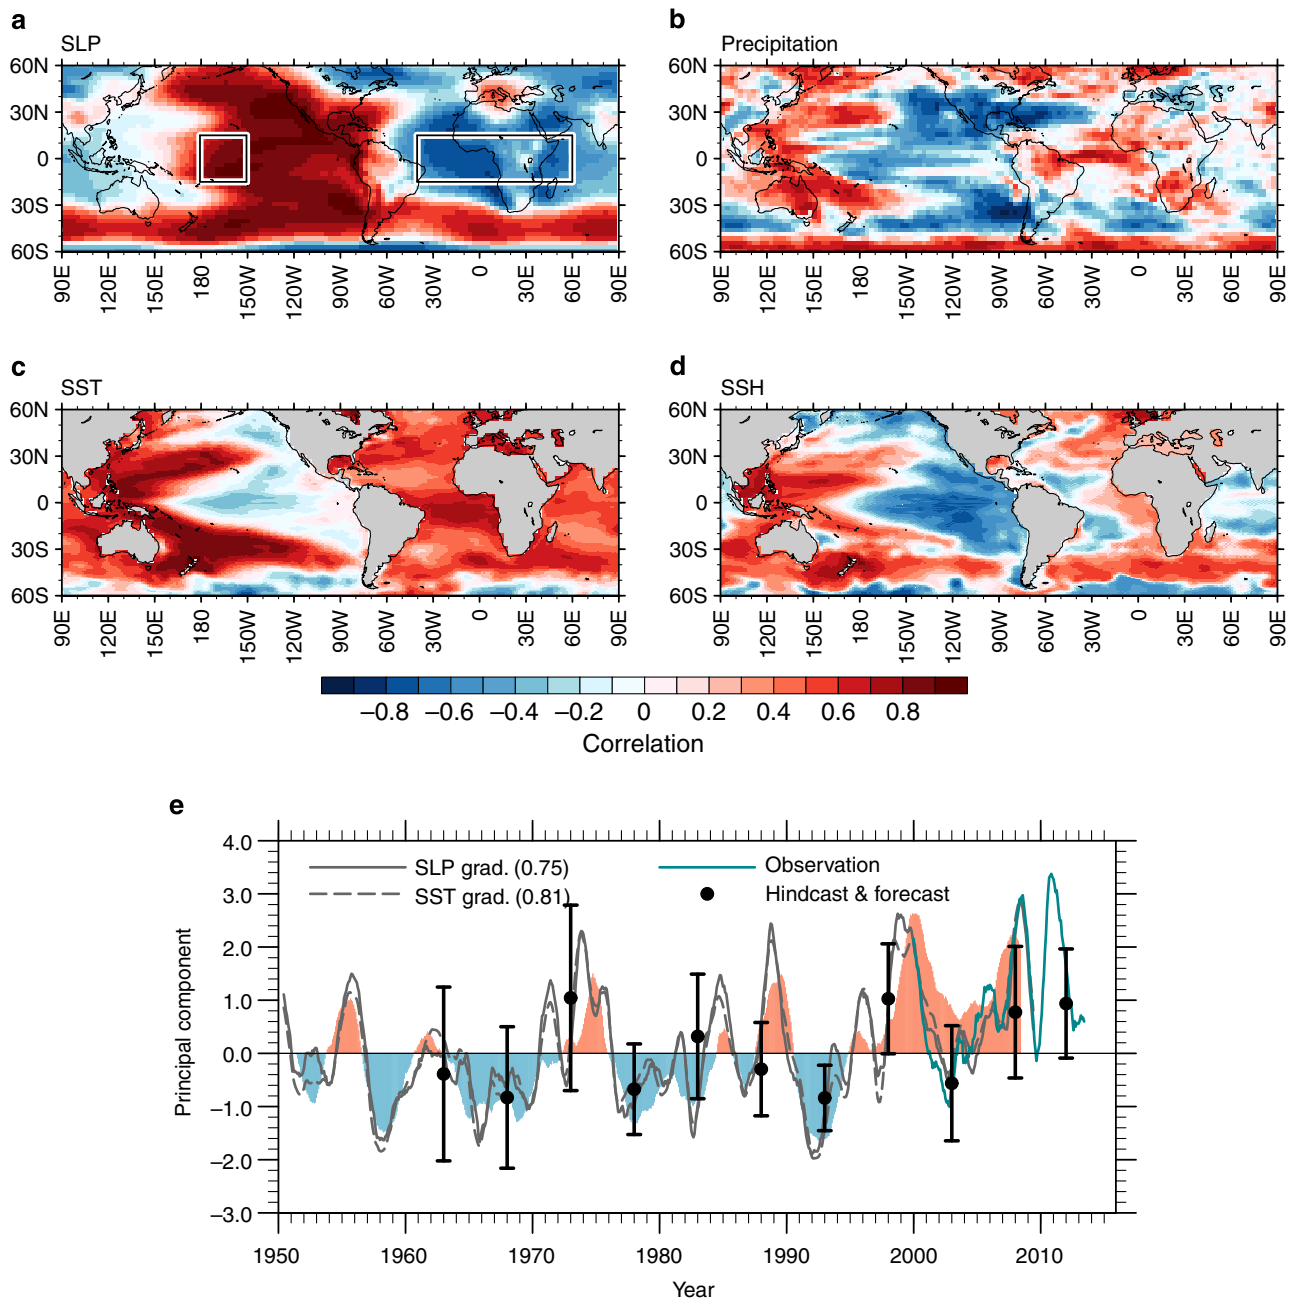 a
SLP
60N
30N
0
30S
60S
90E 120E 150E 180 150W 120W 90W 60W 30W 0 30E 60E 90E
b
Precipitation
60N
30N
0
30S
60S
90E 120E 150E 180 150W 120W 90W 60W 30W 0 30E 60E 90E
c
SST
60N
30N
0
30S
60S
90E 120E 150E 180 150W 120W 90W 60W 30W 0 30E 60E 90E
d
SSH
60N
30N
0
30S
60S
90E 120E 150E 180 150W 120W 90W 60W 30W 0 30E 60E 90E
−0.8 −0.6 −0.4 −0.2 0 0.2 0.4 0.6 0.8
Correlation
e
Principal component
4.0
3.0
2.0
1.0
0.0
−1.0
−2.0
−3.0
SLP grad. (0.75)
SST grad. (0.81)
Observation
Hindcast & forecast
1950 1960 1970 1980 1990 2000 2010
Year